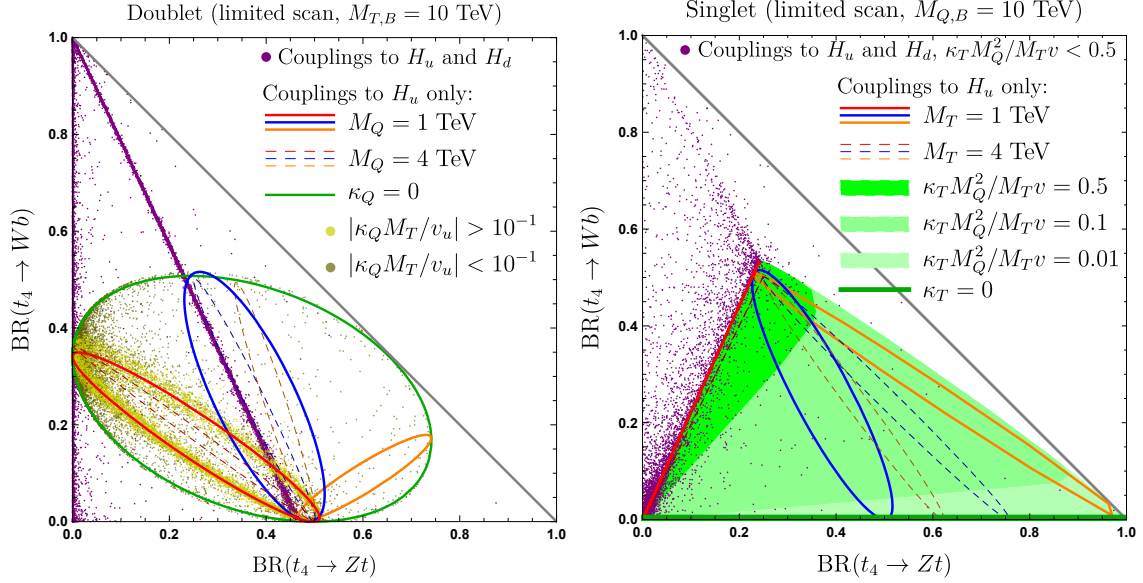 Doublet (limited scan, M_{T,B} = 10 TeV)
Couplings to H_u and H_d
Couplings to H_u only:
M_Q = 1 TeV
M_Q = 4 TeV
κ_Q = 0
|κ_Q M_T/v_u| > 10^{-1}
|κ_Q M_T/v_u| < 10^{-1}
BR(t_4 → Wb)
1.0
0.8
0.6
0.4
0.2
0.0
0.0 0.2 0.4 0.6 0.8 1.0
BR(t_4 → Zt)
Singlet (limited scan, M_{Q,B} = 10 TeV)
Couplings to H_u and H_d, κ_T M_Q^2/M_T v < 0.5
Couplings to H_u only:
M_T = 1 TeV
M_T = 4 TeV
κ_T M_Q^2/M_T v = 0.5
κ_T M_Q^2/M_T v = 0.1
κ_T M_Q^2/M_T v = 0.01
κ_T = 0
BR(t_4 → Wb)
1.0
0.8
0.6
0.4
0.2
0.0
0.0 0.2 0.4 0.6 0.8 1.0
BR(t_4 → Zt)